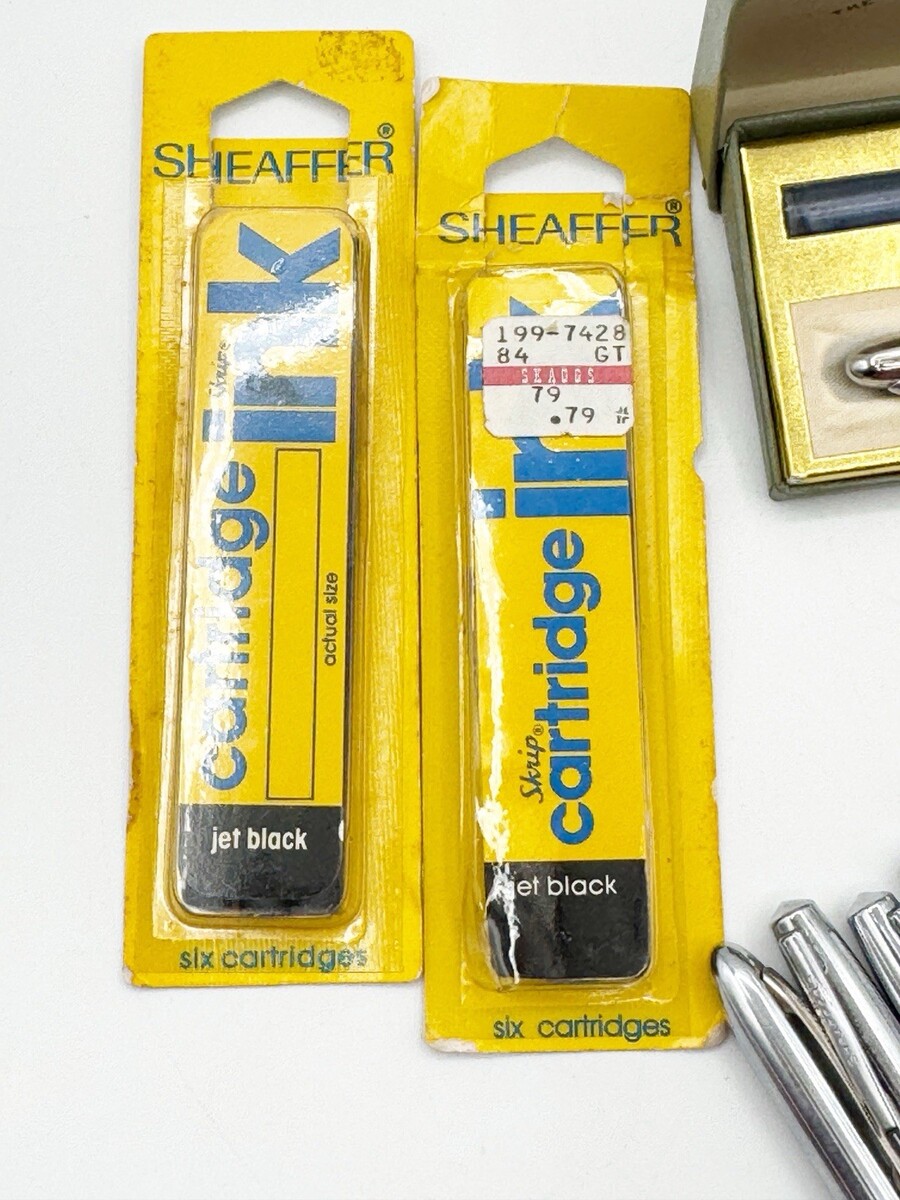 SHEAFFER®
Skrip®
cartridge ink
actual size
jet black
six cartridges
SHEAFFER®
199-7428
84 GT
SKAGGS
79
.79
ink
Skrip®
cartridge
jet black
six cartridges
THE